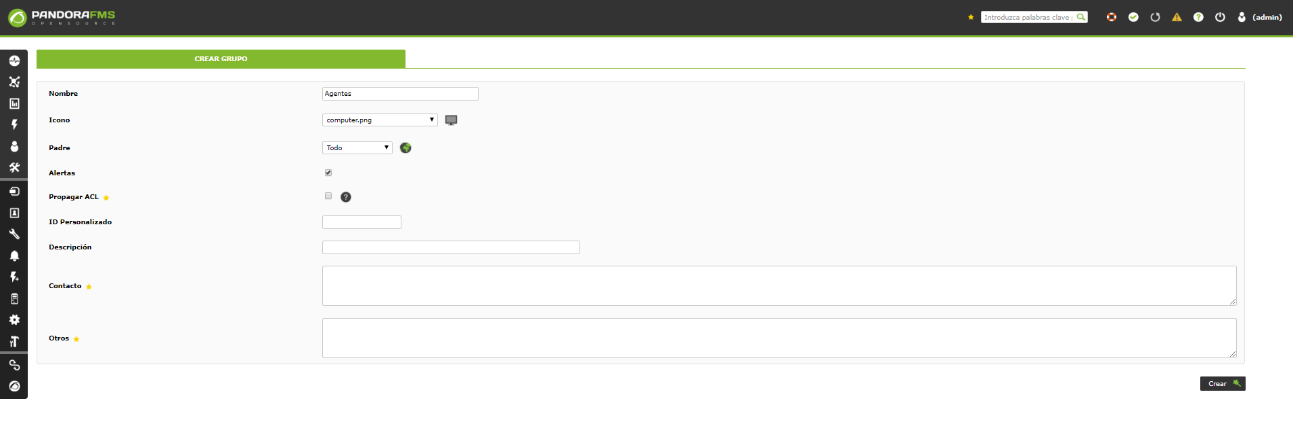 PANDORAFMS
OPENSOURCE
Introduzca palabras clave
(admin)
CREAR GRUPO
Nombre
Agentes
Icono
computer.png
Padre
Todo
Alertas
Propagar ACL
ID Personalizado
Descripción
Contacto
Otros
Crear